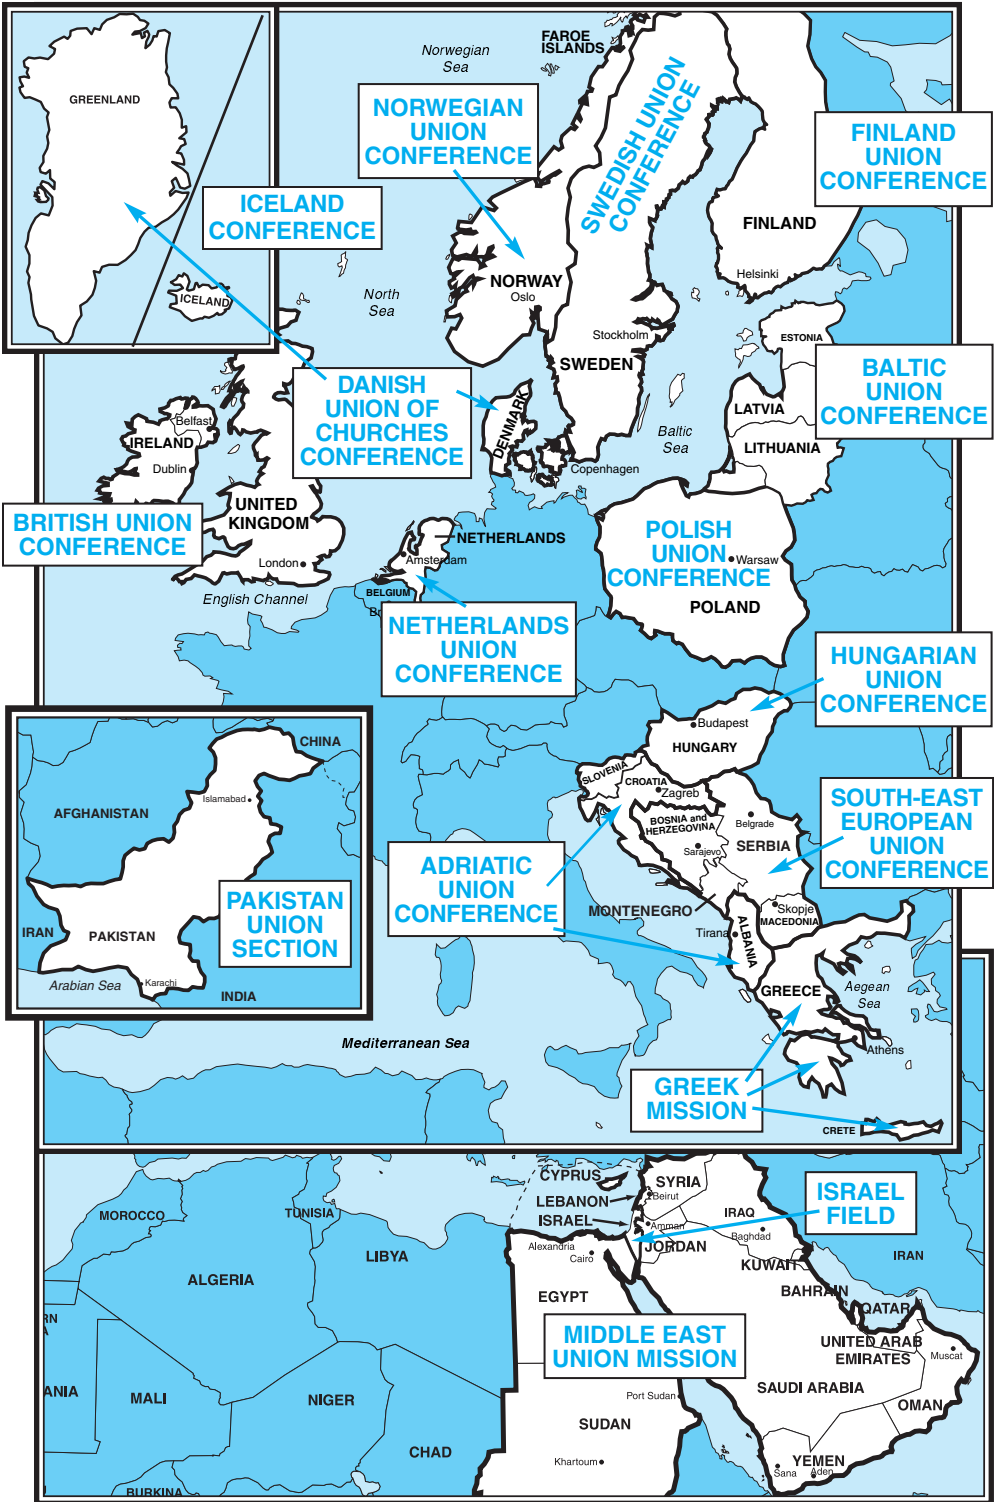 GREENLAND
ICELAND
ICELAND
CONFERENCE
Norwegian
Sea
FAROE
ISLANDS
NORWEGIAN
UNION
CONFERENCE
SWEDISH UNION
CONFERENCE
FINLAND
UNION
CONFERENCE
FINLAND
Helsinki
NORWAY
Oslo
North
Sea
Stockholm
SWEDEN
ESTONIA
BALTIC
UNION
CONFERENCE
LATVIA
LITHUANIA
Baltic
Sea
DANISH
UNION OF
CHURCHES
CONFERENCE
DENMARK
Copenhagen
Belfast
IRELAND
Dublin
UNITED
KINGDOM
London
BRITISH UNION
CONFERENCE
English Channel
NETHERLANDS
Amsterdam
BELGIUM
Br
NETHERLANDS
UNION
CONFERENCE
POLISH
UNION
CONFERENCE
Warsaw
POLAND
HUNGARIAN
UNION
CONFERENCE
Budapest
HUNGARY
SLOVENIA
CROATIA
Zagreb
BOSNIA and
HERZEGOVINA
Sarajevo
Belgrade
SERBIA
SOUTH-EAST
EUROPEAN
UNION
CONFERENCE
ADRIATIC
UNION
CONFERENCE
MONTENEGRO
Skopje
MACEDONIA
Tirana
ALBANIA
GREECE
Aegean
Sea
Athens
GREEK
MISSION
CRETE
Mediterranean Sea
CHINA
AFGHANISTAN
Islamabad
PAKISTAN
UNION
SECTION
IRAN
PAKISTAN
Arabian Sea
Karachi
INDIA
CYPRUS
LEBANON
ISRAEL
SYRIA
Beirut
Amman
JORDAN
IRAQ
Baghdad
ISRAEL
FIELD
KUWAIT
IRAN
BAHRAIN
QATAR
UNITED ARAB
EMIRATES
Muscat
SAUDI ARABIA
OMAN
YEMEN
Sana
Aden
MOROCCO
TUNISIA
ALGERIA
LIBYA
Alexandria
Cairo
EGYPT
MIDDLE EAST
UNION MISSION
Port Sudan
SUDAN
Khartoum
RN
A
ANIA
MALI
NIGER
CHAD
BURKINA